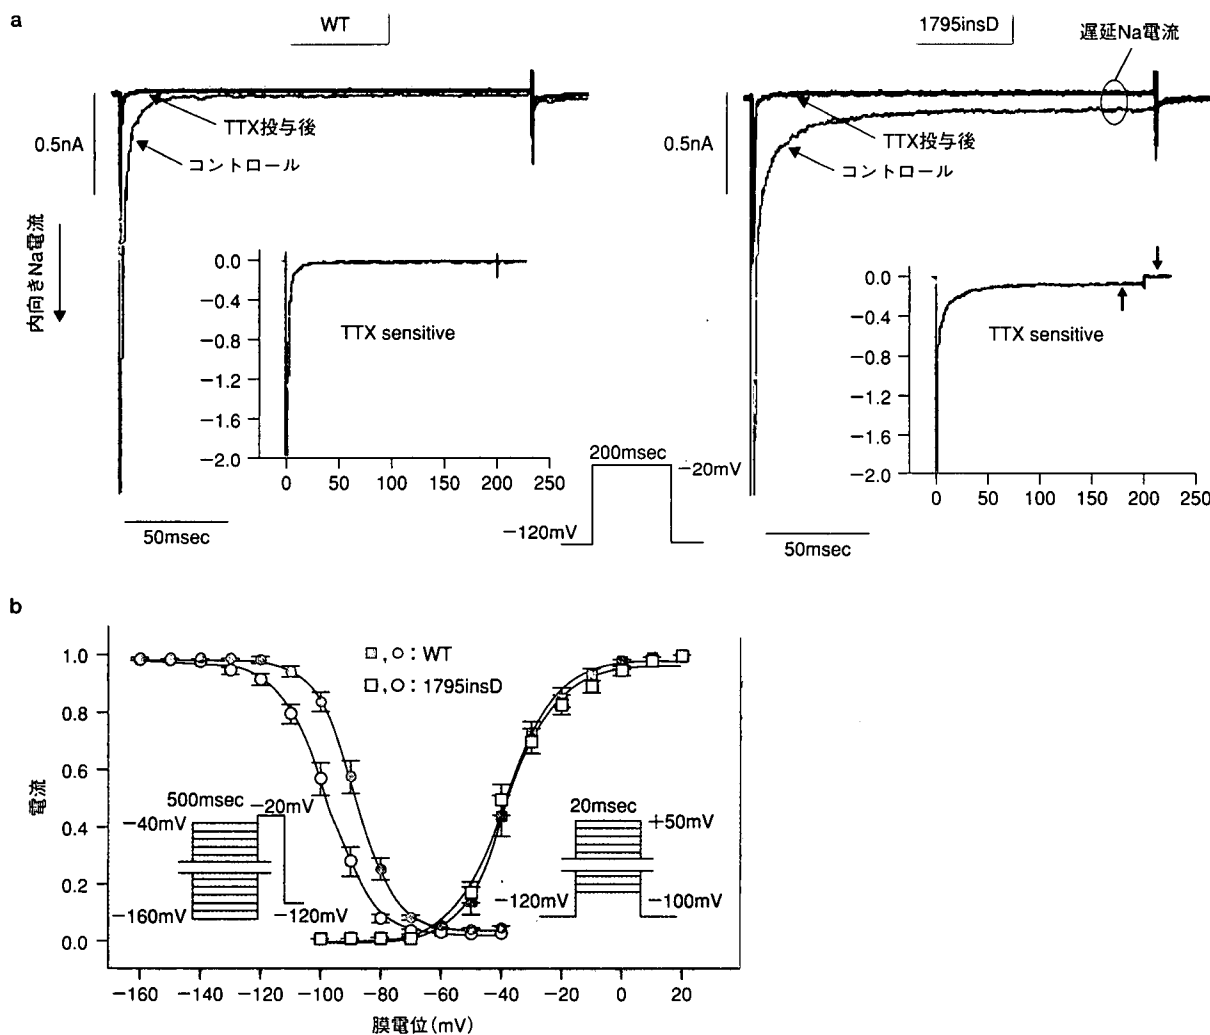 a
WT
1795insD
遅延Na電流
0.5nA
TTX投与後
コントロール
0.5nA
TTX投与後
コントロール
内向きNa電流
0.0
−0.4
−0.8
−1.2
−1.6
−2.0
TTX sensitive
0 50 100 150 200 250
0.0
−0.4
−0.8
−1.2
−1.6
−2.0
TTX sensitive
0 50 100 150 200 250
200msec
−20mV
−120mV
50msec
50msec
b
電流
1.0
0.8
0.6
0.4
0.2
0.0
□,○:WT
□,○:1795insD
500msec
−20mV
−40mV
−160mV
−120mV
20msec
+50mV
−120mV
−100mV
−160 −140 −120 −100 −80 −60 −40 −20 0 20
膜電位(mV)